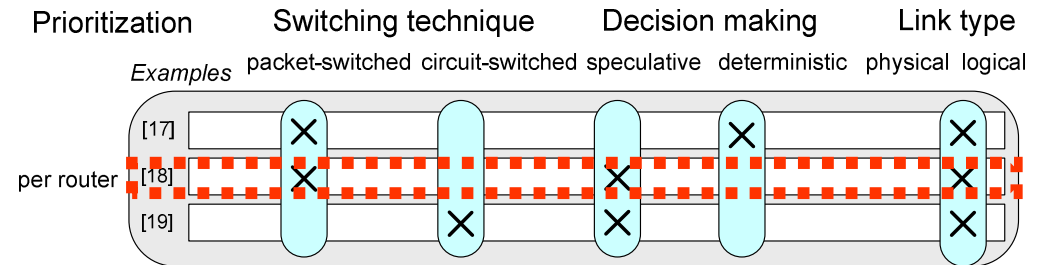 Prioritization Switching technique Decision making Link type
Examples packet-switched circuit-switched speculative deterministic physical logical
[17]
per router [18]
[19]